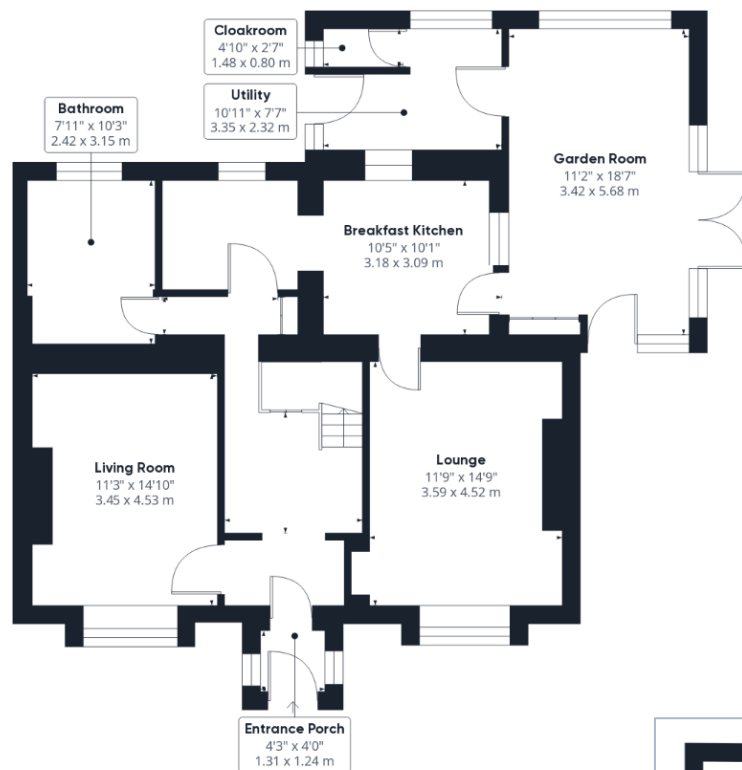 Cloakroom
4'10" x 2'7"
1.48 x 0.80 m
Utility
10'11" x 7'7"
3.35 x 2.32 m
Bathroom
7'11" x 10'3"
2.42 x 3.15 m
Garden Room
11'2" x 18'7"
3.42 x 5.68 m
Breakfast Kitchen
10'5" x 10'1"
3.18 x 3.09 m
Living Room
11'3" x 14'10"
3.45 x 4.53 m
Lounge
11'9" x 14'9"
3.59 x 4.52 m
Entrance Porch
4'3" x 4'0"
1.31 x 1.24 m